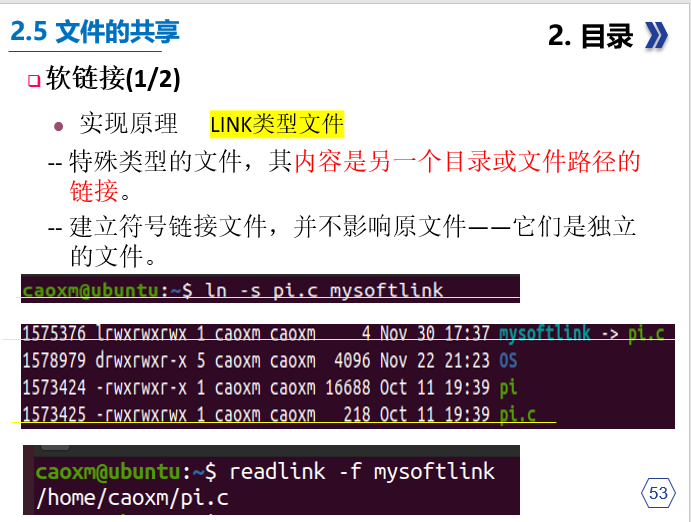 2.5 文件的共享
2. 目录
软链接(1/2)
实现原理 LINK类型文件
-- 特殊类型的文件，其内容是另一个目录或文件路径的
链接。
-- 建立符号链接文件，并不影响原文件——它们是独立
的文件。
caoxm@ubuntu:~$ ln -s pi.c mysoftlink
1575376 lrwxrwxrwx 1 caoxm caoxm 4 Nov 30 17:37 mysoftlink -> pi.c
1578979 drwxrwxr-x 5 caoxm caoxm 4096 Nov 22 21:23 OS
1573424 -rwxrwxr-x 1 caoxm caoxm 16688 Oct 11 19:39 pi
1573425 -rwxrwxrwx 1 caoxm caoxm 218 Oct 11 19:39 pi.c
caoxm@ubuntu:~$ readlink -f mysoftlink
/home/caoxm/pi.c
53